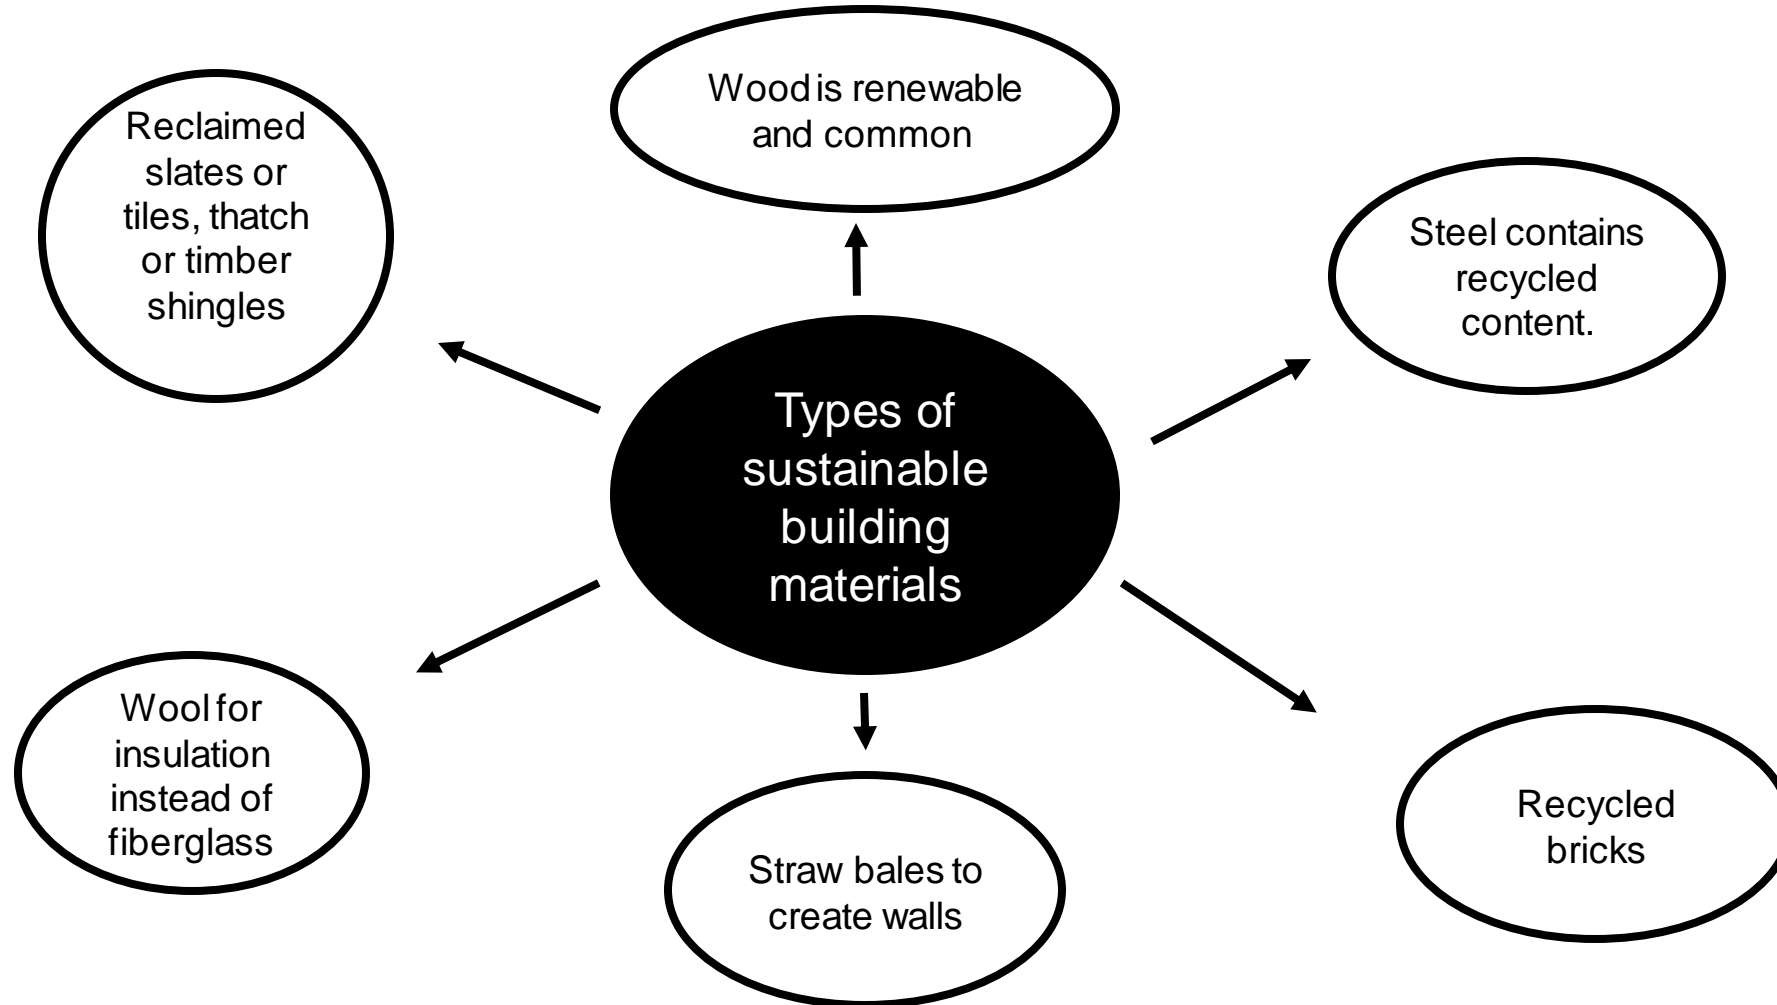 Wood is renewable
and common
Reclaimed
slates or
tiles, thatch
or timber
shingles
Steel contains
recycled
content.
Types of
sustainable
building
materials
Wool for
insulation
instead of
fiberglass
Straw bales to
create walls
Recycled
bricks